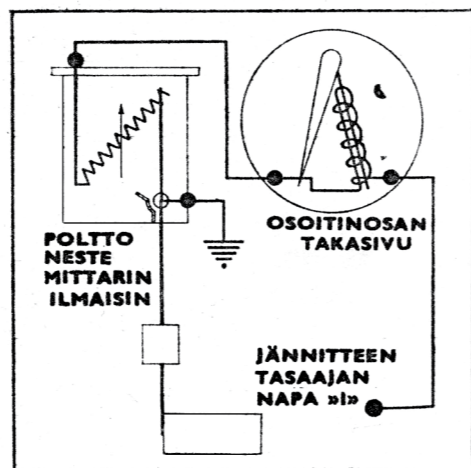 POLTTO
NESTE
MITTARIN
ILMAISIN
OSOITINOSAN
TAKASIVU
JÄNNITTEEN
TASAAJAN
NAPA »I»